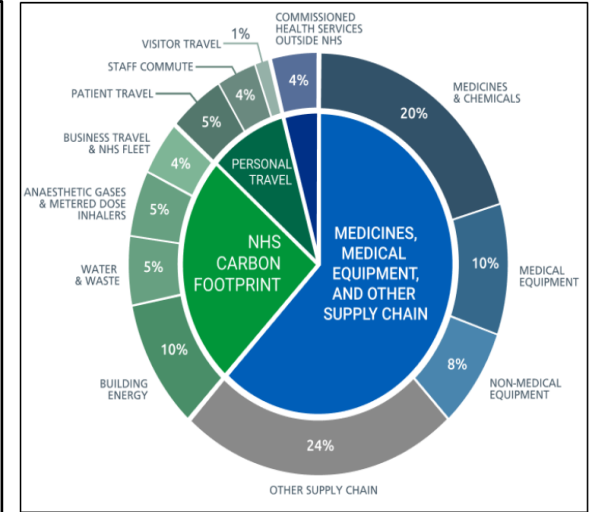 COMMISSIONED
HEALTH SERVICES
OUTSIDE NHS
4%
MEDICINES
& CHEMICALS
20%
MEDICAL
EQUIPMENT
10%
NON-MEDICAL
EQUIPMENT
8%
OTHER SUPPLY CHAIN
24%
BUILDING
ENERGY
10%
WATER
& WASTE
5%
ANAESTHETIC GASES
& METERED DOSE
INHALERS
5%
BUSINESS TRAVEL
& NHS FLEET
4%
PATIENT TRAVEL
5%
STAFF COMMUTE
4%
VISITOR TRAVEL
1%
PERSONAL
TRAVEL
NHS
CARBON
FOOTPRINT
MEDICINES,
MEDICAL
EQUIPMENT,
AND OTHER
SUPPLY CHAIN